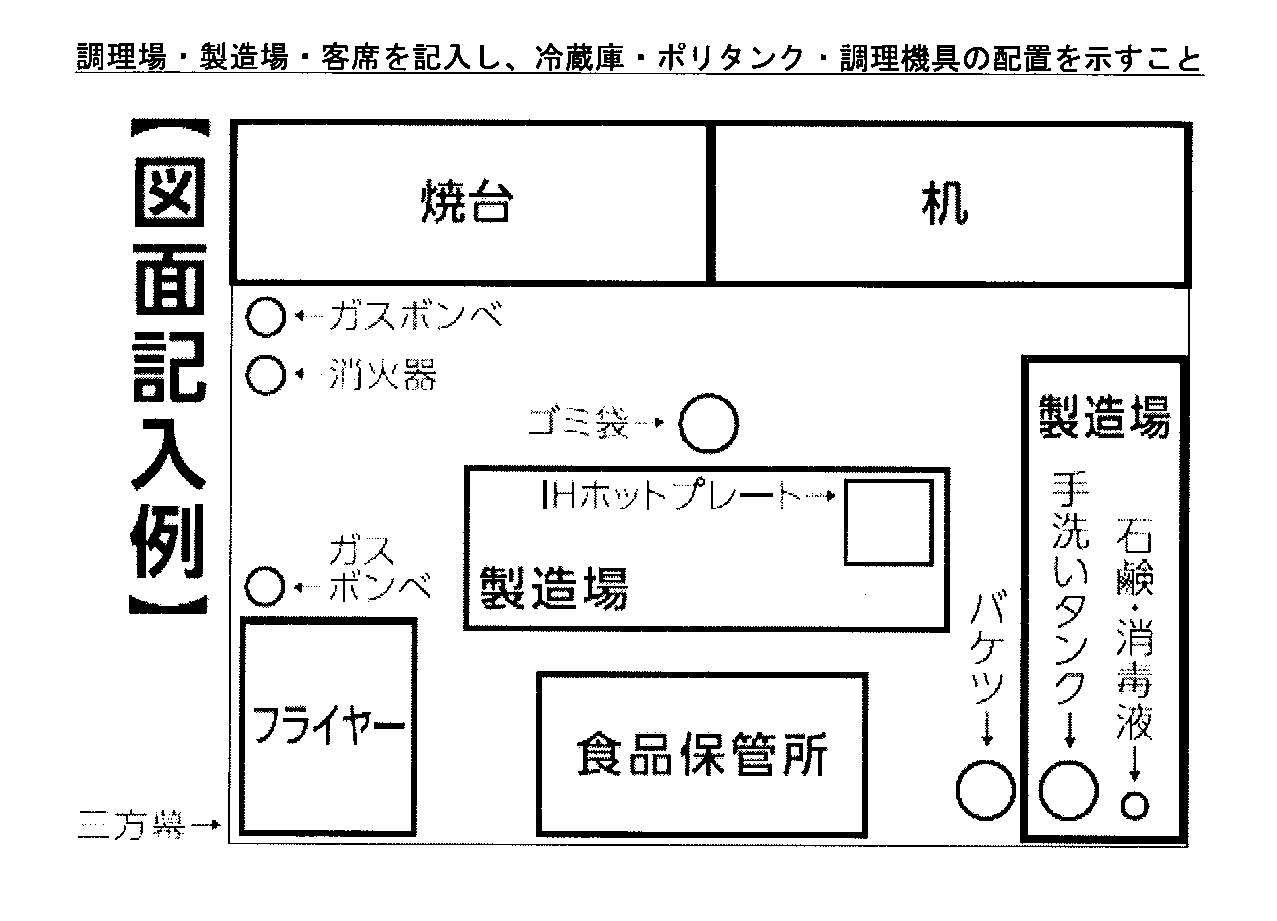 調理場・製造場・客席を記入し、冷蔵庫・ポリタンク・調理機具の配置を示すこと
【図面記入例】
焼台
机
←ガスボンベ
←消火器
ゴミ袋→
製造場
IHホットプレート→
手洗いタンク→
石鹸・消毒液→
ガス
←ボンベ
製造場
バケツ→
フライヤー
食品保管所
三方幕→